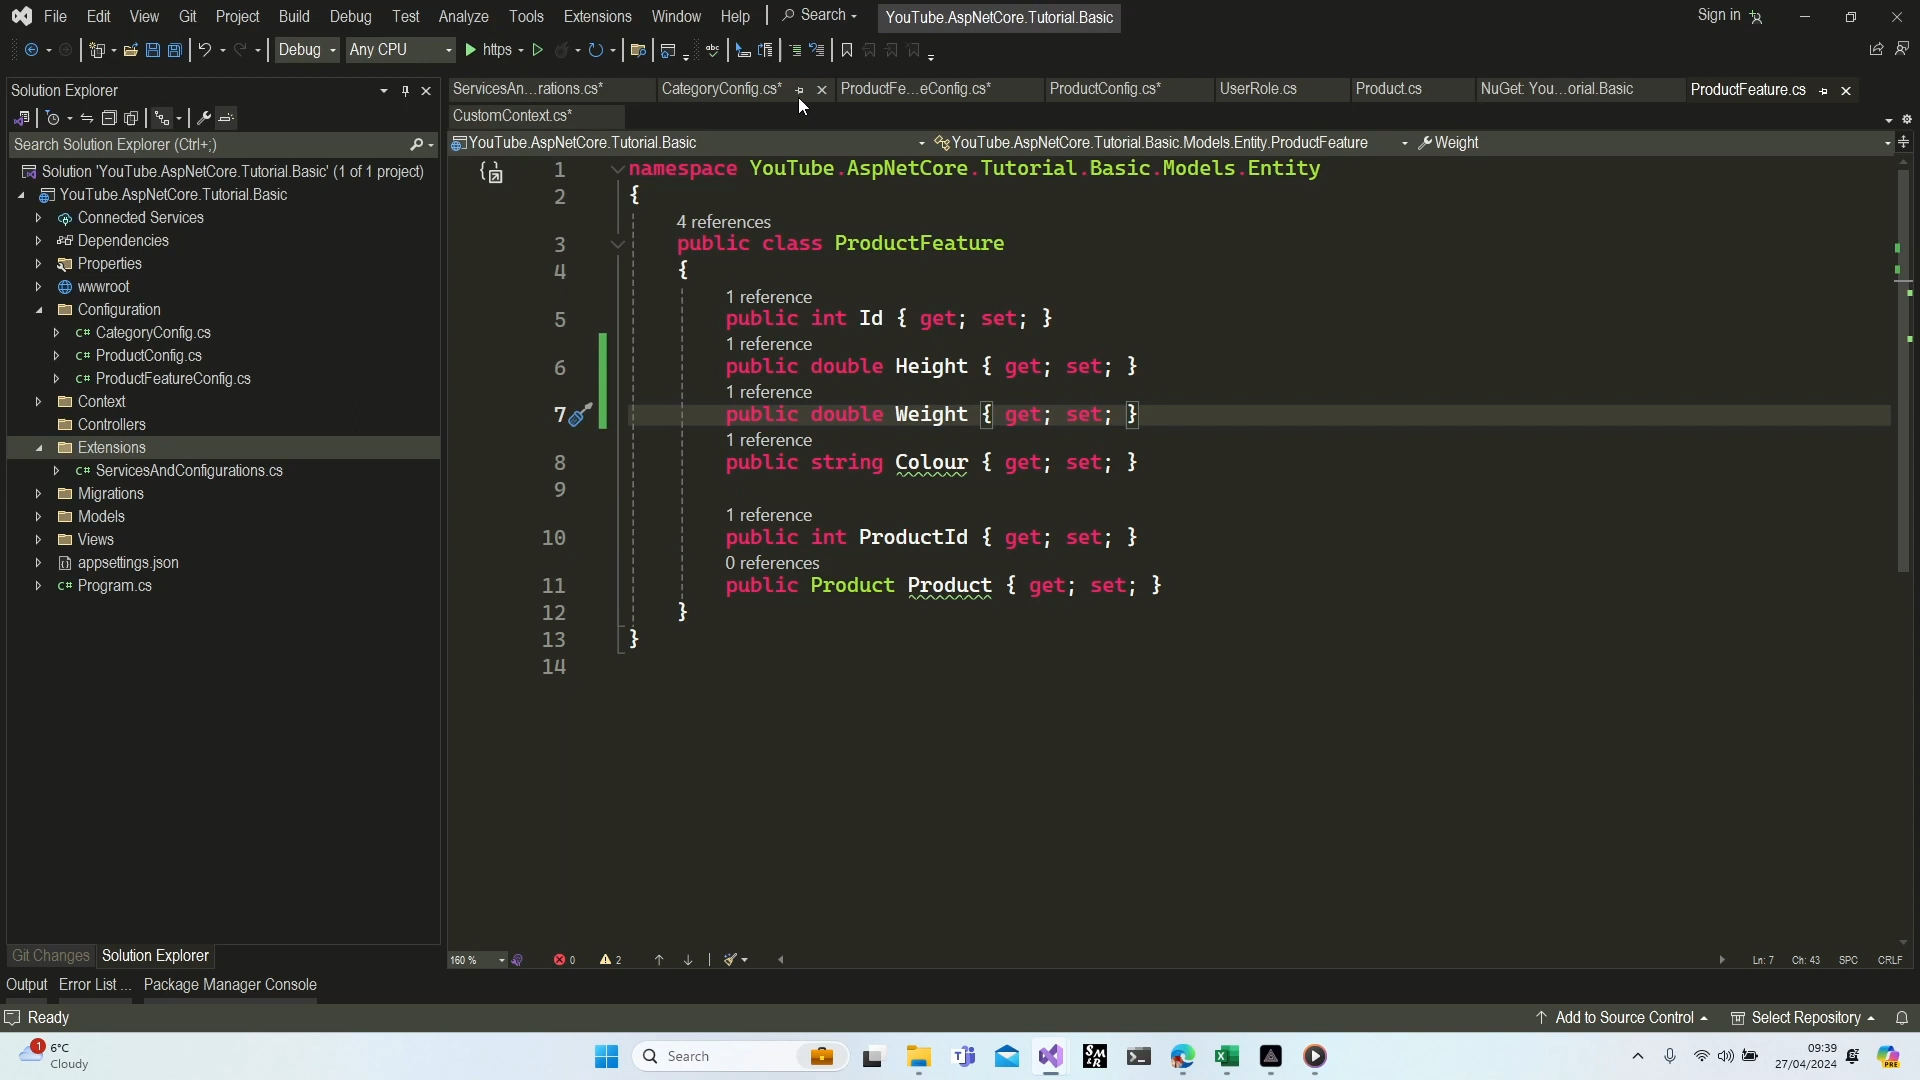 File Edit View Git Project Build Debug Test Analyze Tools Extensions Window Help Search YouTube.AspNetCore.Tutorial.Basic Sign in
Debug Any CPU https
Solution Explorer
Search Solution Explorer (Ctrl+;)
Solution 'YouTube.AspNetCore.Tutorial.Basic' (1 of 1 project)
YouTube.AspNetCore.Tutorial.Basic
Connected Services
Dependencies
Properties
wwwroot
Configuration
C# CategoryConfig.cs
C# ProductConfig.cs
C# ProductFeatureConfig.cs
Context
Controllers
Extensions
C# ServicesAndConfigurations.cs
Migrations
Models
Views
appsettings.json
C# Program.cs
Git Changes Solution Explorer
ServicesAn...rations.cs* CategoryConfig.cs* ProductFe...eConfig.cs* ProductConfig.cs* UserRole.cs Product.cs NuGet: You...orial.Basic ProductFeature.cs
CustomContext.cs*
YouTube.AspNetCore.Tutorial.Basic YouTube.AspNetCore.Tutorial.Basic.Models.Entity.ProductFeature Weight
1 namespace YouTube.AspNetCore.Tutorial.Basic.Models.Entity
2 {
4 references
3 public class ProductFeature
4 {
1 reference
5 public int Id { get; set; }
1 reference
6 public double Height { get; set; }
1 reference
7 public double Weight { get; set; }
1 reference
8 public string Colour { get; set; }
9
1 reference
10 public int ProductId { get; set; }
0 references
11 public Product Product { get; set; }
12 }
13 }
14
160 % 0 2 Ln: 7 Ch: 43 SPC CRLF
Output Error List ... Package Manager Console
Ready Add to Source Control Select Repository
1 6°C
Cloudy
Search
09:39
27/04/2024
PRE